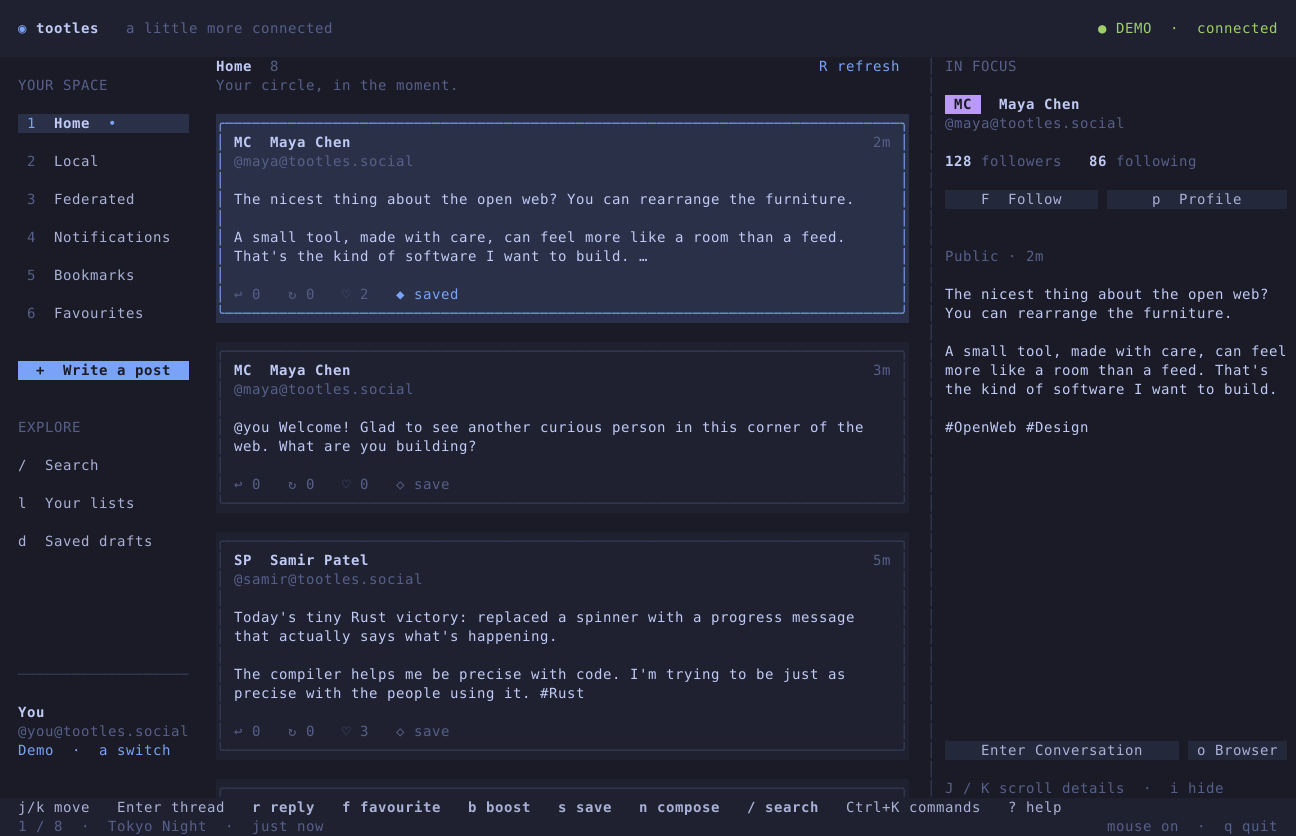 ◉ tootles a little more connected
● DEMO · connected
YOUR SPACE
1 Home •
2 Local
3 Federated
4 Notifications
5 Bookmarks
6 Favourites
+ Write a post
EXPLORE
/ Search
l Your lists
d Saved drafts
You
@you@tootles.social
Demo · a switch
Home 8
R refresh
Your circle, in the moment.
MC Maya Chen 2m
@maya@tootles.social
The nicest thing about the open web? You can rearrange the furniture.
A small tool, made with care, can feel more like a room than a feed.
That's the kind of software I want to build. …
↩ 0 ↻ 0 ♡ 2 ◆ saved
MC Maya Chen 3m
@maya@tootles.social
@you Welcome! Glad to see another curious person in this corner of the
web. What are you building?
↩ 0 ↻ 0 ♡ 0 ◇ save
SP Samir Patel 5m
@samir@tootles.social
Today's tiny Rust victory: replaced a spinner with a progress message
that actually says what's happening.
The compiler helps me be precise with code. I'm trying to be just as
precise with the people using it. #Rust
↩ 0 ↻ 0 ♡ 3 ◇ save
IN FOCUS
MC Maya Chen
@maya@tootles.social
128 followers 86 following
F Follow p Profile
Public · 2m
The nicest thing about the open web?
You can rearrange the furniture.
A small tool, made with care, can feel
more like a room than a feed. That's
the kind of software I want to build.
#OpenWeb #Design
Enter Conversation o Browser
J / K scroll details · i hide
j/k move Enter thread r reply f favourite b boost s save n compose / search Ctrl+K commands ? help
1 / 8 · Tokyo Night · just now
mouse on · q quit